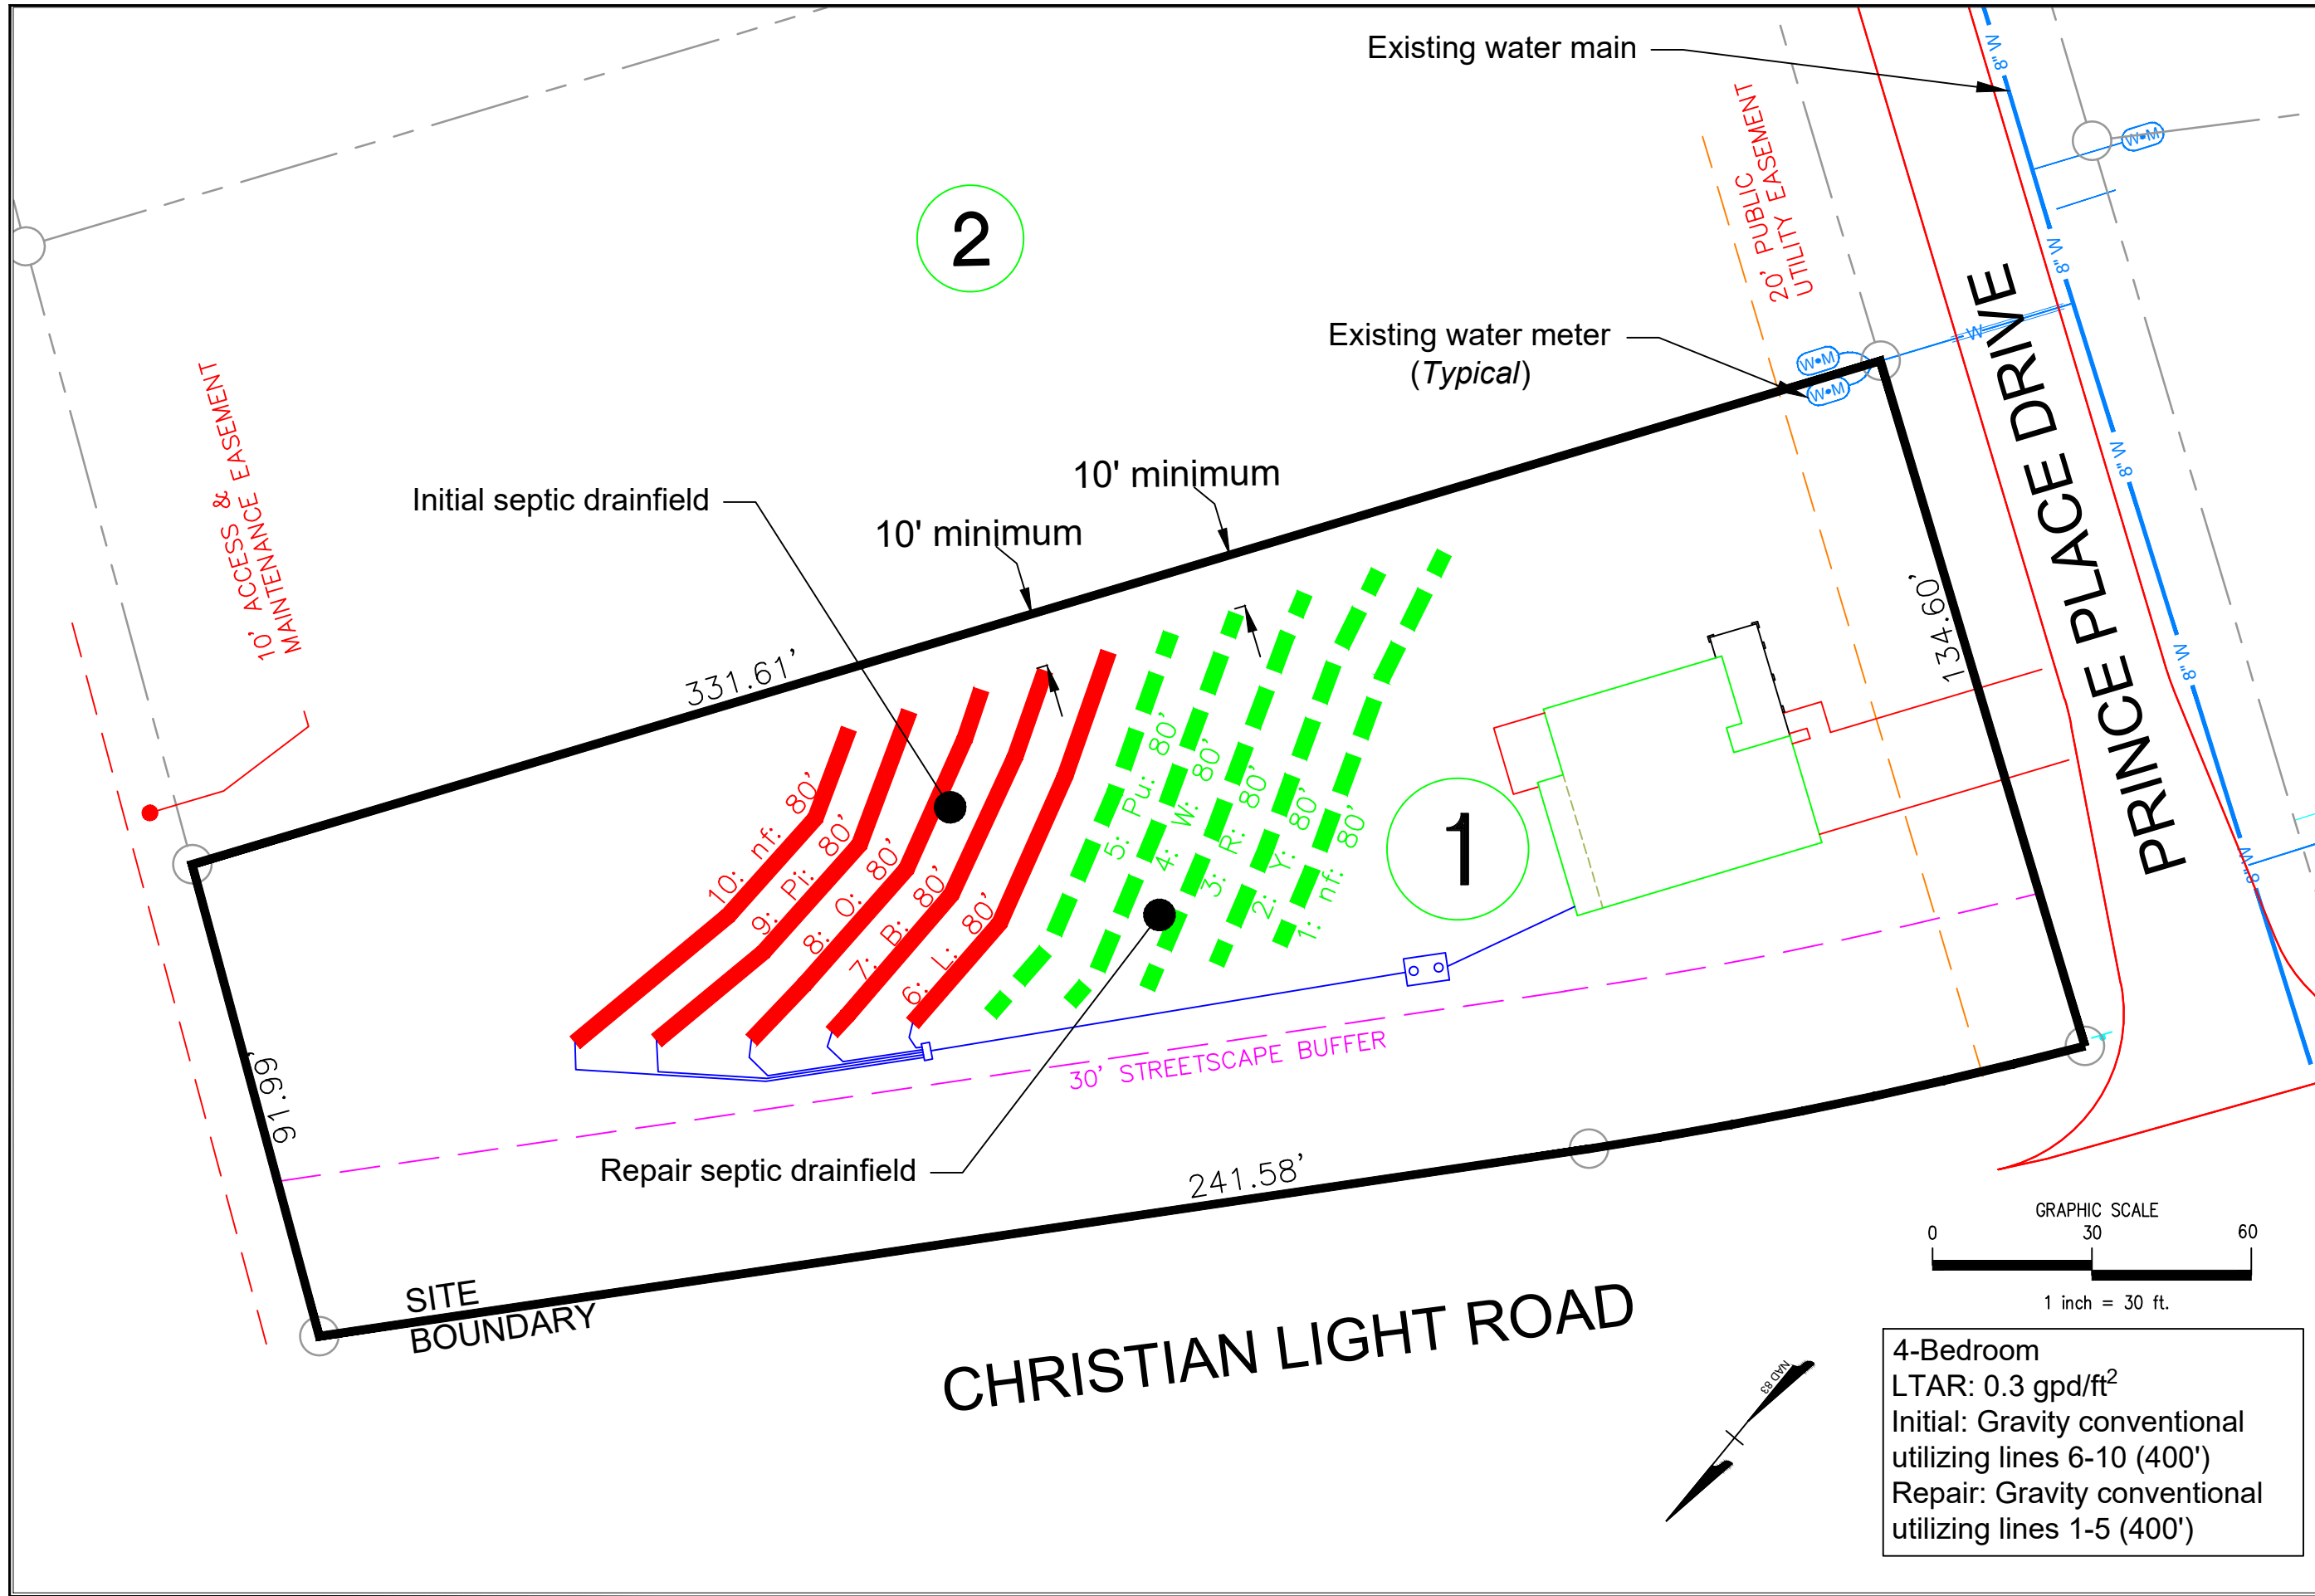 Existing water main
8" W
W•M
20' PUBLIC
UTILITY EASEMENT
2
8" W
W
Existing water meter
(Typical)
W•M
W•M
PRINCE PLACE DRIVE
10' ACCESS &
MAINTENANCE EASEMENT
Initial septic drainfield
10' minimum
10' minimum
8" W
134.60'
331.61'
8" W
10: nf: 80'
9: Pi: 80'
8: O: 80'
7: B: 80'
6: L: 80'
5: Pu: 80'
4: W: 80'
3: R: 80'
2: Y: 80'
1: nf: 80'
1
8" W
91.99'
30' STREETSCAPE BUFFER
Repair septic drainfield
241.58'
SITE
BOUNDARY
CHRISTIAN LIGHT ROAD
GRAPHIC SCALE
0 30 60
1 inch = 30 ft.
NAD 83
4-Bedroom
LTAR: 0.3 gpd/ft²
Initial: Gravity conventional
utilizing lines 6-10 (400')
Repair: Gravity conventional
utilizing lines 1-5 (400')